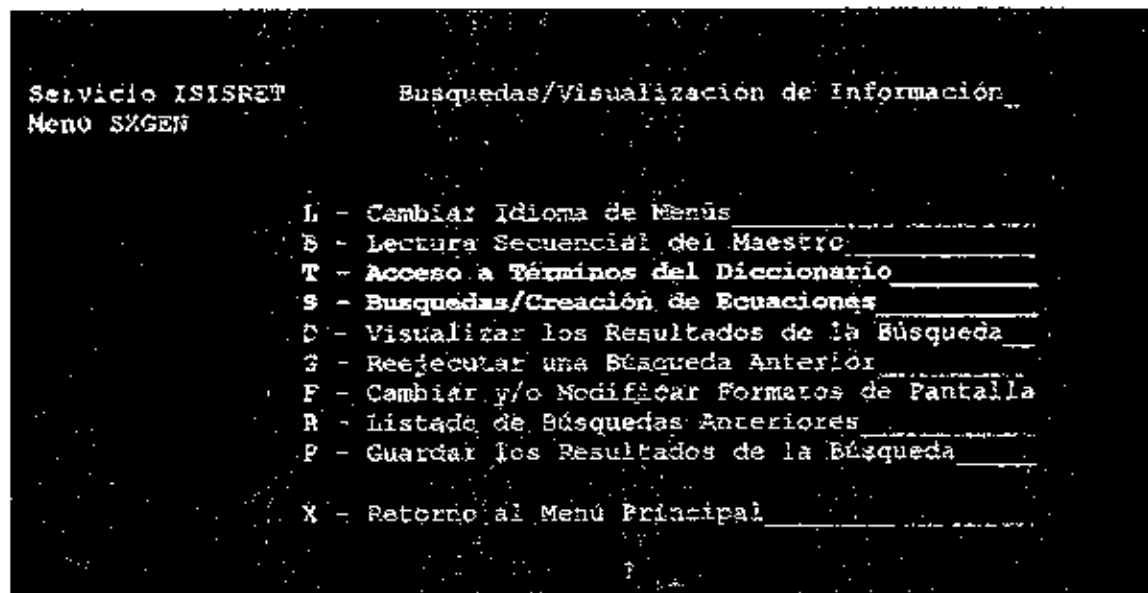 Servicio ISISRET Busquedas/Visualización de Información
Menú SXGEN
L - Cambiar Idioma de Menús
B - Lectura Secuencial del Maestro
T - Acceso a Términos del Diccionario
S - Busquedas/Creación de Ecuaciones
D - Visualizar los Resultados de la Búsqueda
G - Reejecutar una Búsqueda Anterior
F - Cambiar y/o Modificar Formatos de Pantalla
R - Listado de Búsquedas Anteriores
P - Guardar los Resultados de la Búsqueda
X - Retorno al Menú Principal
?